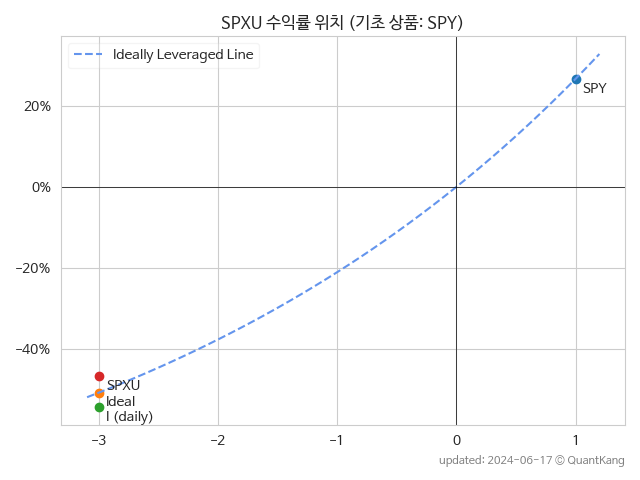 SPXU 수익률 위치 (기초 상품: SPY)
Ideally Leveraged Line
SPY
20%
0%
−20%
−40%
SPXU
Ideal
I (daily)
−3
−2
−1
0
1
updated: 2024-06-17 © QuantKang